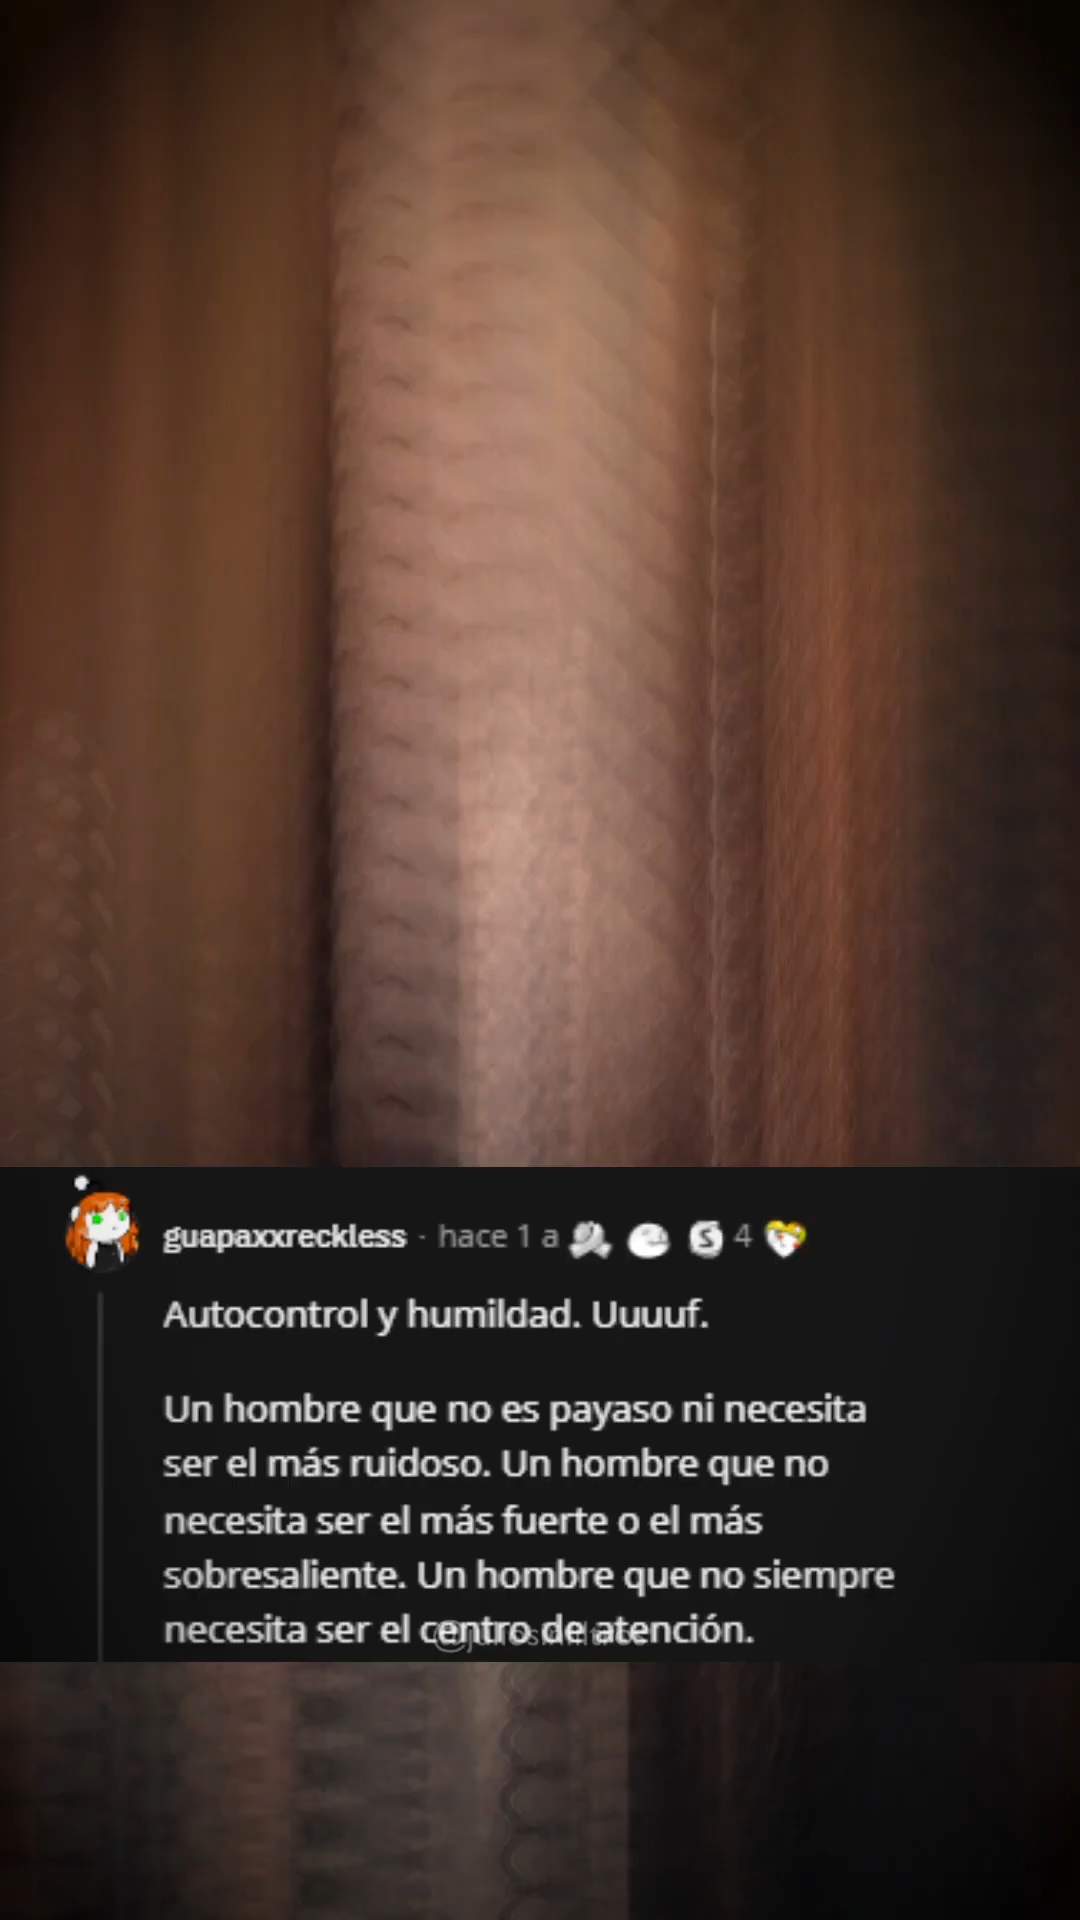 guapaxxreckless · hace 1 a 4
Autocontrol y humildad. Uuuuf.
Un hombre que no es payaso ni necesita
ser el más ruidoso. Un hombre que no
necesita ser el más fuerte o el más
sobresaliente. Un hombre que no siempre
necesita ser el centro de atención.